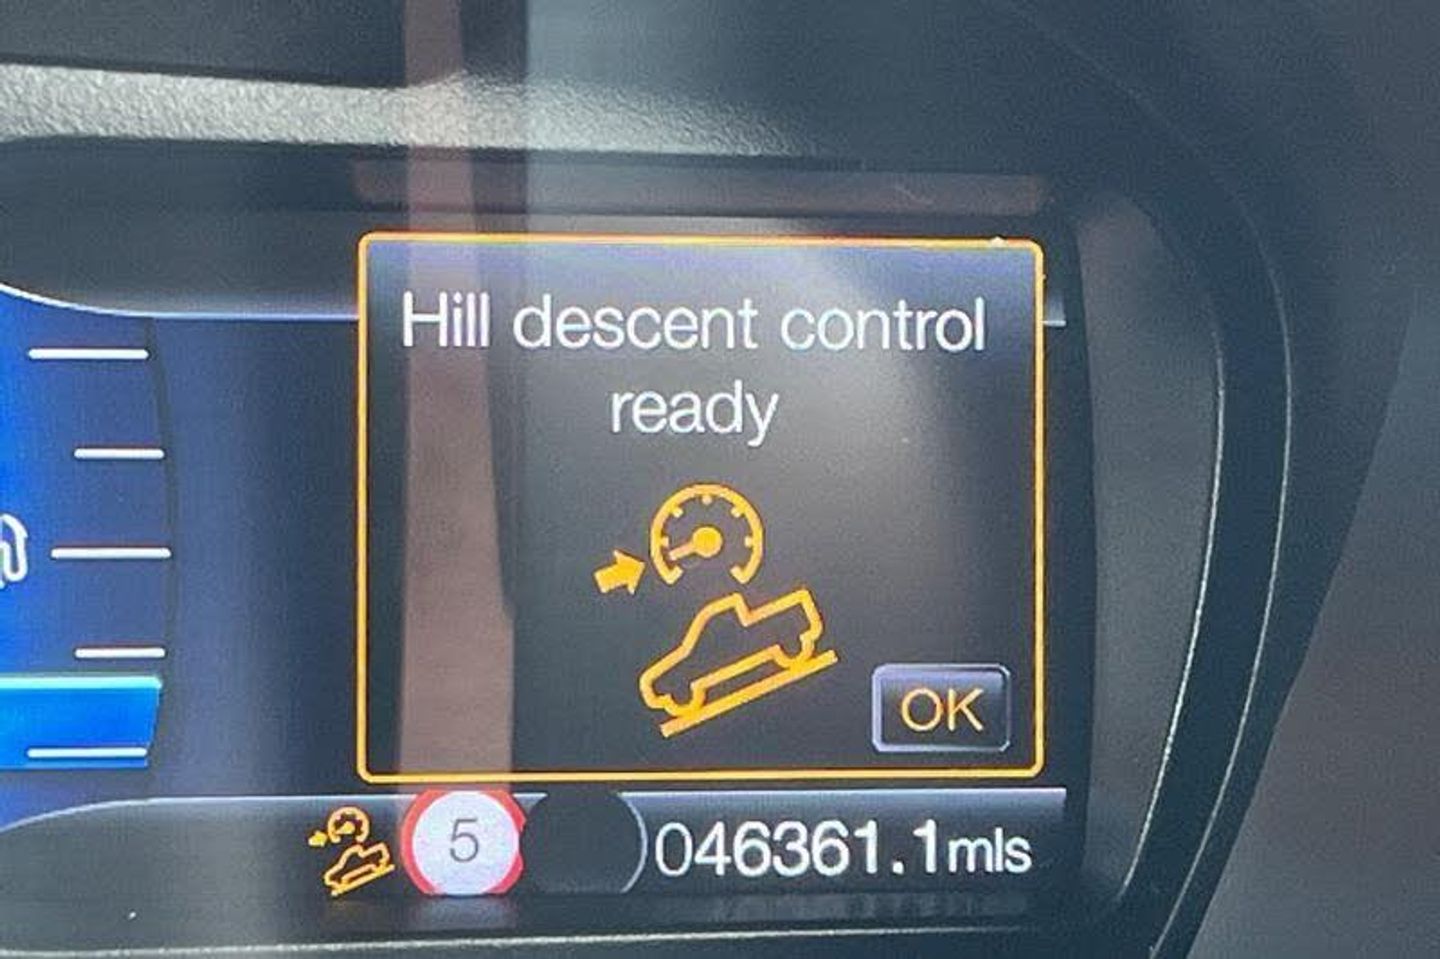 Hill descent control
ready
OK
5
046361.1mls